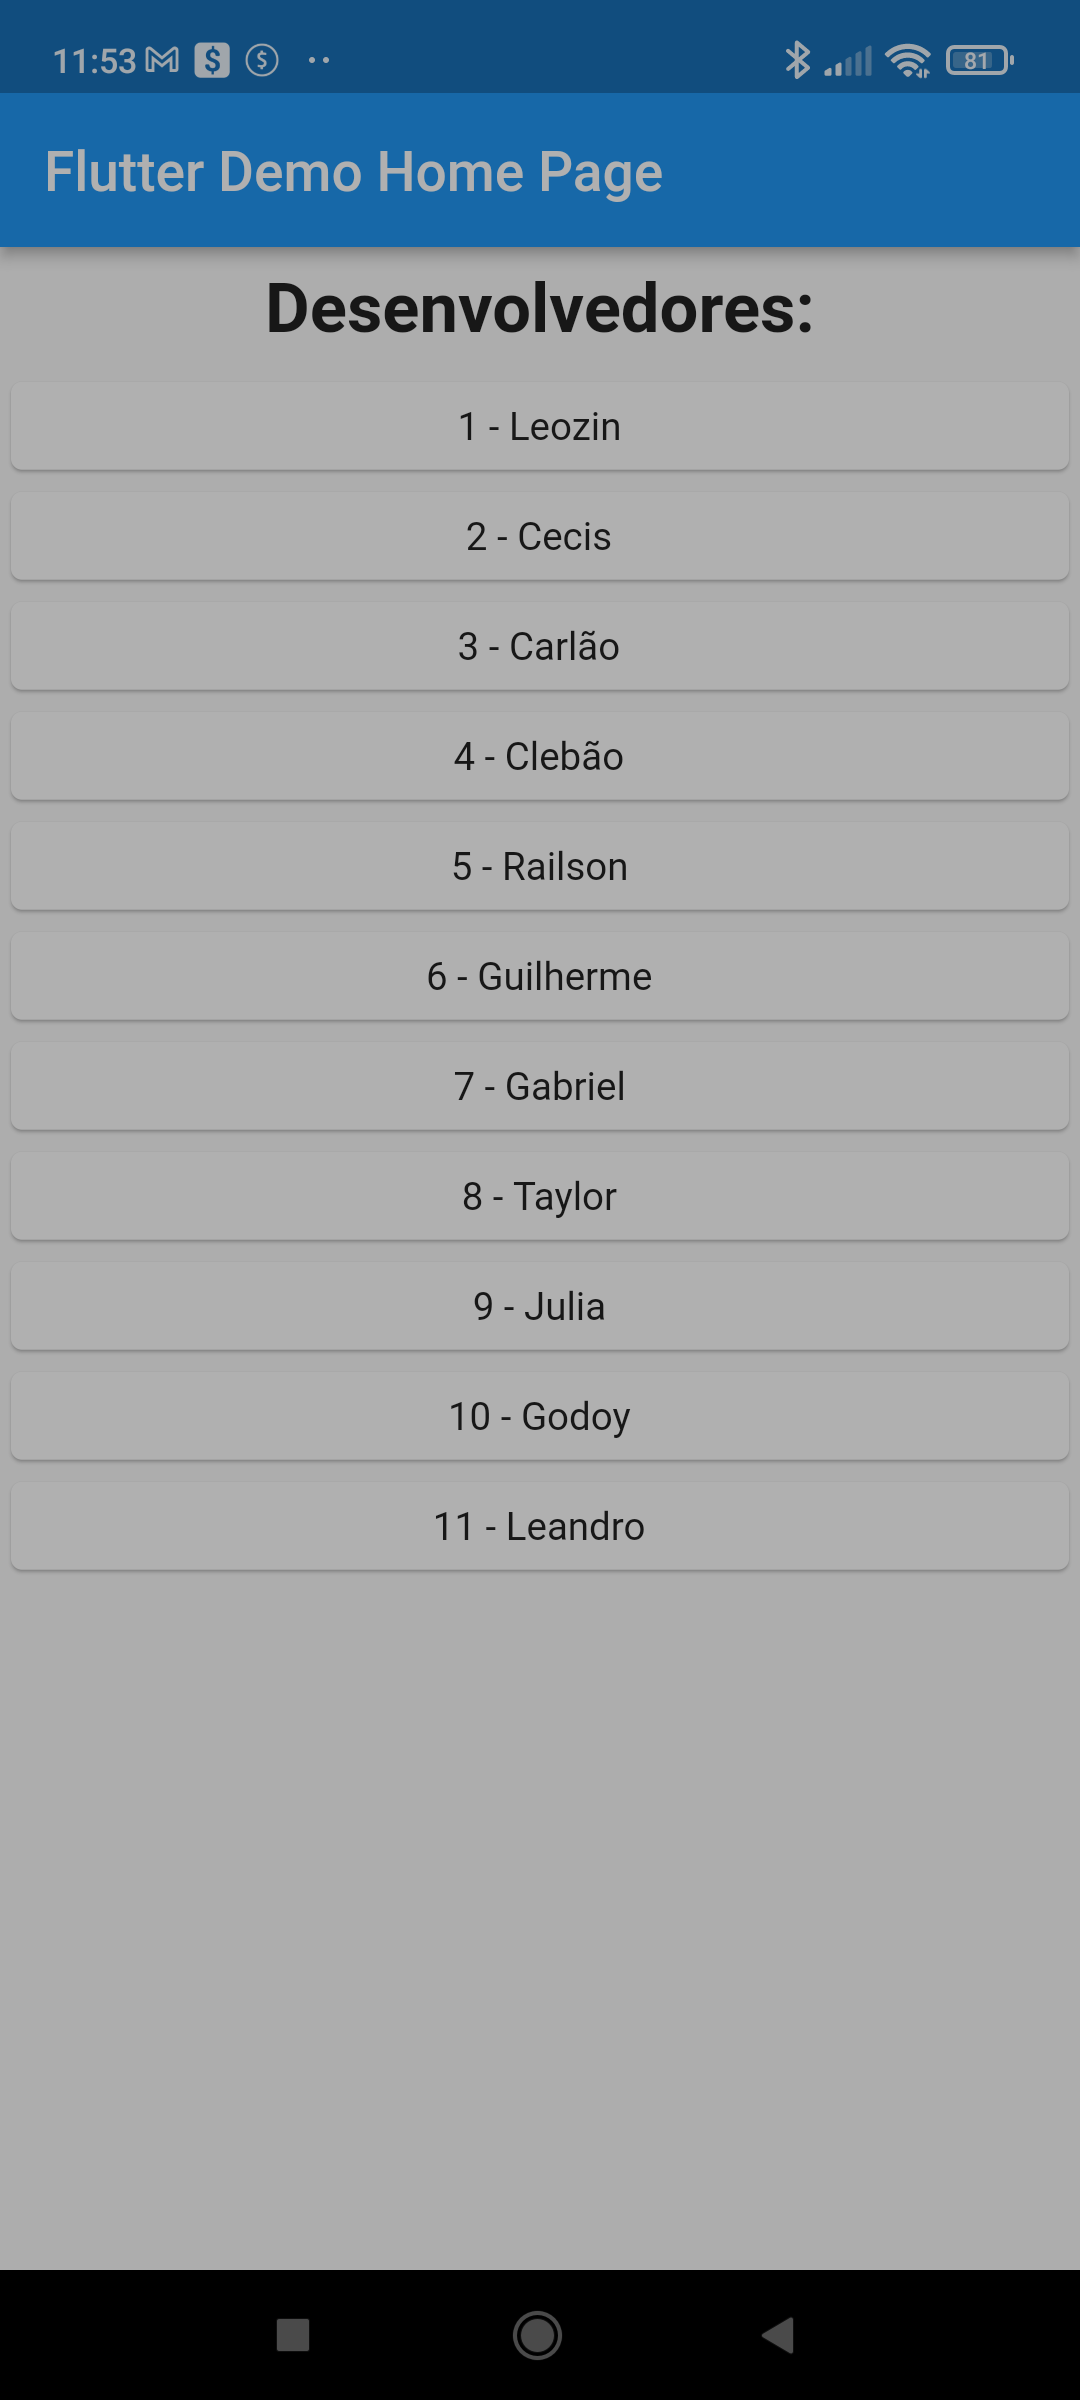 11:53
81
Flutter Demo Home Page
Desenvolvedores:
1 - Leozin
2 - Cecis
3 - Carlão
4 - Clebão
5 - Railson
6 - Guilherme
7 - Gabriel
8 - Taylor
9 - Julia
10 - Godoy
11 - Leandro